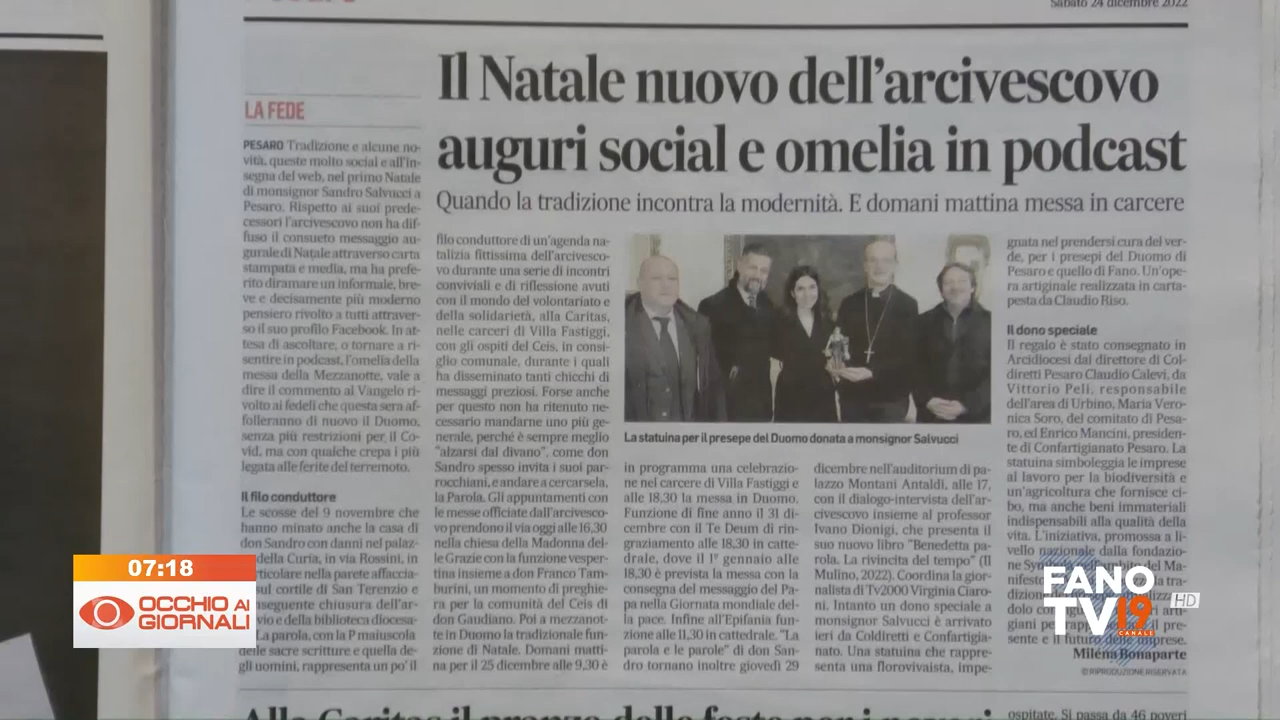 Sabato 24 dicembre 2022
Il Natale nuovo dell'arcivescovo
auguri social e omelia in podcast
Quando la tradizione incontra la modernità. E domani mattina messa in carcere
LA FEDE
PESARO Tradizione e alcune no-
vità, queste molto social e all'in-
segna del web, nel primo Natale
di monsignor Sandro Salvucci a
Pesaro. Rispetto ai suoi prede-
cessori l'arcivescovo non ha dif-
fuso il consueto messaggio au-
gurale di Natale attraverso carta
stampata e media, ma ha prefe-
rito diramare un informale, bre-
ve e decisamente più moderno
pensiero rivolto a tutti attraver-
so il suo profilo Facebook. In at-
tesa di ascoltare, o tornare a ri-
sentire in podcast, l'omelia della
messa della Mezzanotte, vale a
dire il commento al Vangelo ri-
volto ai fedeli che questa sera af-
folleranno di nuovo il Duomo,
senza più restrizioni per il Co-
vid, ma con qualche crepa i più
legata alle ferite del terremoto.
Il filo conduttore
Le scosse del 9 novembre che
hanno minato anche la casa di
don Sandro con danni nel palaz-
della Curia, in via Rossini, in
rticolare nella parete affaccia-
sul cortile di San Terenzio e
nseguente chiusura dell'ar-
vio e della biblioteca diocesa-
La parola, con la P maiuscola
delle sacre scritture e quella de-
gli uomini, rappresenta un po' il
filo conduttore di un'agenda na-
talizia fittissima dell'arcivesco-
vo durante una serie di incontri
conviviali e di riflessione avuti
con il mondo del volontariato e
della solidarietà, alla Caritas,
nelle carceri di Villa Fastiggi,
con gli ospiti del Ceis, in consi-
glio comunale, durante i quali
ha disseminato tanti chicchi di
messaggi preziosi. Forse anche
per questo non ha ritenuto ne-
cessario mandarne uno più ge-
nerale, perché è sempre meglio
"alzarsi dal divano", come don
Sandro spesso invita i suoi par-
rocchiani, e andare a cercarsela,
la Parola. Gli appuntamenti con
le messe officiate dall'arcivesco-
vo prendono il via oggi alle 16,30
nella chiesa della Madonna del-
le Grazie con la funzione vesper-
tina insieme a don Franco Tam-
burini, un momento di preghie-
ra per la comunità del Ceis di
don Gaudiano. Poi a mezzanot-
te in Duomo la tradizionale fun-
zione di Natale. Domani matti-
na per il 25 dicembre alle 9,30 è
La statuina per il presepe del Duomo donata a monsignor Salvucci
in programma una celebrazio-
ne nel carcere di Villa Fastiggi e
alle 18,30 la messa in Duomo.
Funzione di fine anno il 31 di-
cembre con il Te Deum di rin-
graziamento alle 18,30 in catte-
drale, dove il 1° gennaio alle
18,30 è prevista la messa con la
consegna del messaggio del Pa-
pa nella Giornata mondiale del-
la pace. Infine all'Epifania fun-
zione alle 11,30 in cattedrale. "La
parola e le parole" di don San-
dro tornano inoltre giovedì 29
dicembre nell'auditorium di pa-
lazzo Montani Antaldi, alle 17,
con il dialogo-intervista dell'ar-
civescovo insieme al professor
Ivano Dionigi, che presenta il
suo nuovo libro "Benedetta pa-
rola. La rivincita del tempo" (Il
Mulino, 2022). Coordina la gior-
nalista di Tv2000 Virginia Ciaro-
ni. Intanto un dono speciale a
monsignor Salvucci è arrivato
ieri da Coldiretti e Confartigia-
nato. Una statuina che rappre-
senta una florovivaista, impe-
gnata nel prendersi cura del ver-
de, per i presepi del Duomo di
Pesaro e quello di Fano. Un'ope-
ra artiginale realizzata in carta-
pesta da Claudio Riso.
Il dono speciale
Il regalo è stato consegnato in
Arcidiocesi dal direttore di Col-
diretti Pesaro Claudio Calevi, da
Vittorio Peli, responsabile
dell'area di Urbino, Maria Vero-
nica Soro, del comitato di Pesa-
ro, ed Enrico Mancini, presiden-
te di Confartigianato Pesaro. La
statuina simboleggia le imprese
al lavoro per la biodiversità e
un'agricoltura che fornisce ci-
bo, ma anche beni immateriali
indispensabili alla qualità della
vita. L'iniziativa, promossa a li-
vello nazionale dalla fondazio-
ne
Manifest
dizion
dolo
giani per
sente e il futuro delle imprese.
Milena Bonaparte
©RIPRODUZIONE RISERVATA
07:18
OCCHIO AI
GIORNALI
FANO
TV19
CANALE
HD
ospitate. Si passa da 46 poveri